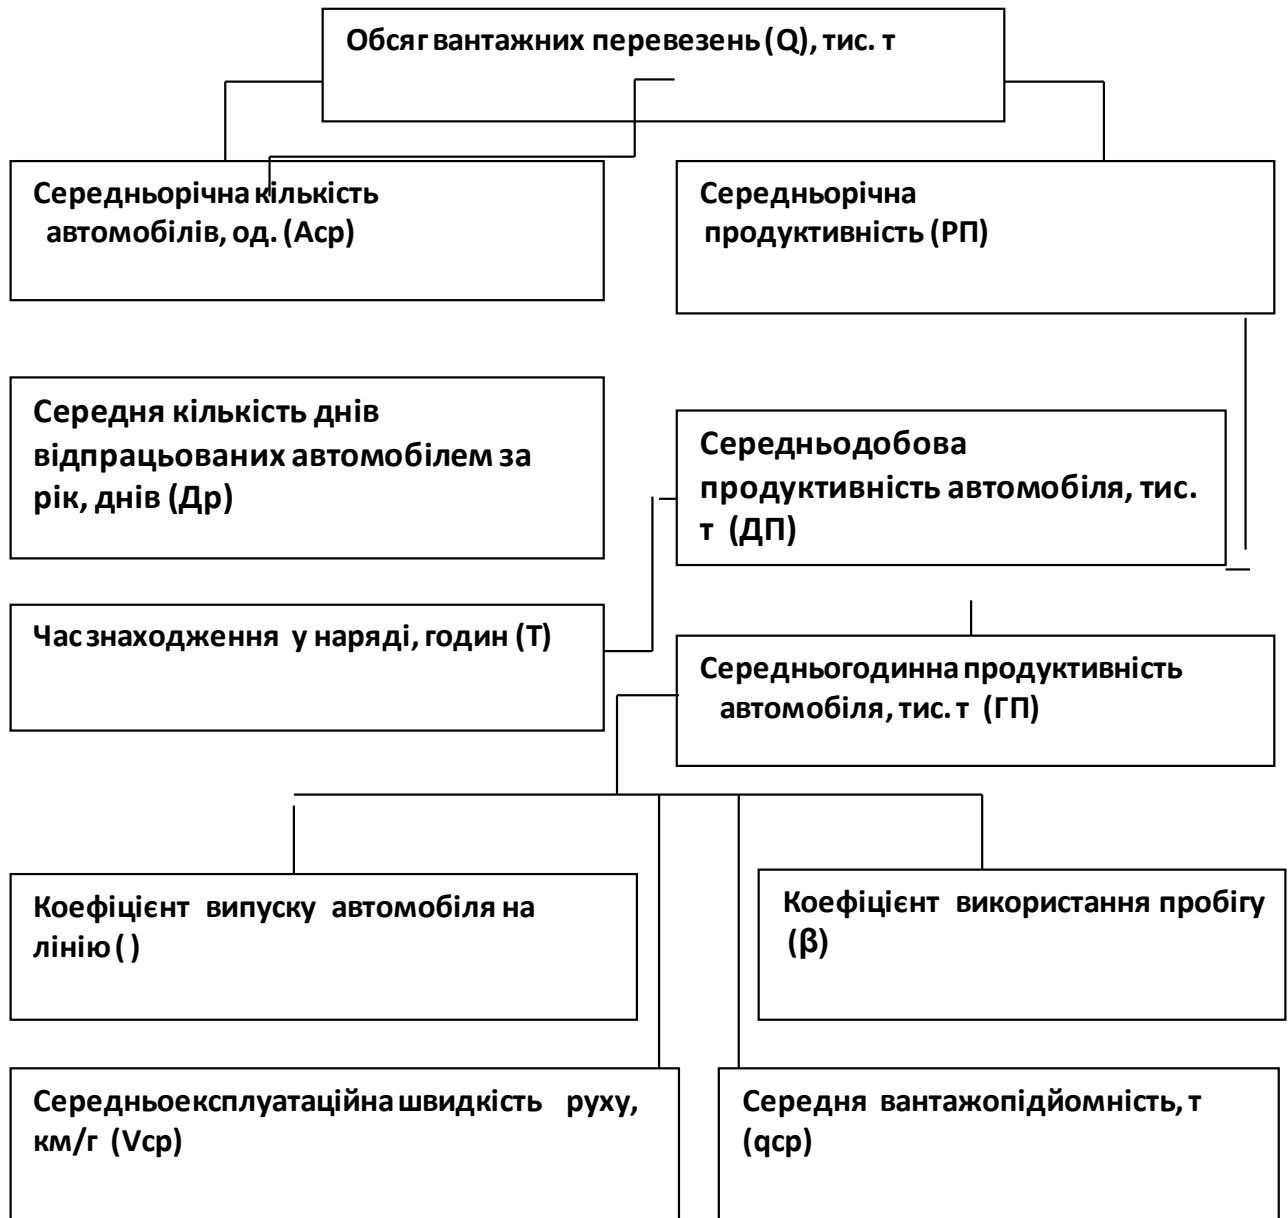 Обсяг вантажних перевезень (Q), тис. т
Середньорічна кількість
автомобілів, од. (Аср)
Середньорічна
продуктивність (РП)
Середня кількість днів
відпрацьованих автомобілем за
рік, днів (Др)
Середньодобова
продуктивність автомобіля, тис.
т (ДП)
Час знаходження у наряді, годин (Т)
Середньогодинна продуктивність
автомобіля, тис. т (ГП)
Коефіцієнт випуску автомобіля на
лінію ( )
Коефіцієнт використання пробігу
(β)
Середньоексплуатаційна швидкість руху,
км/г (Vср)
Середня вантажопідйомність, т
(qср)